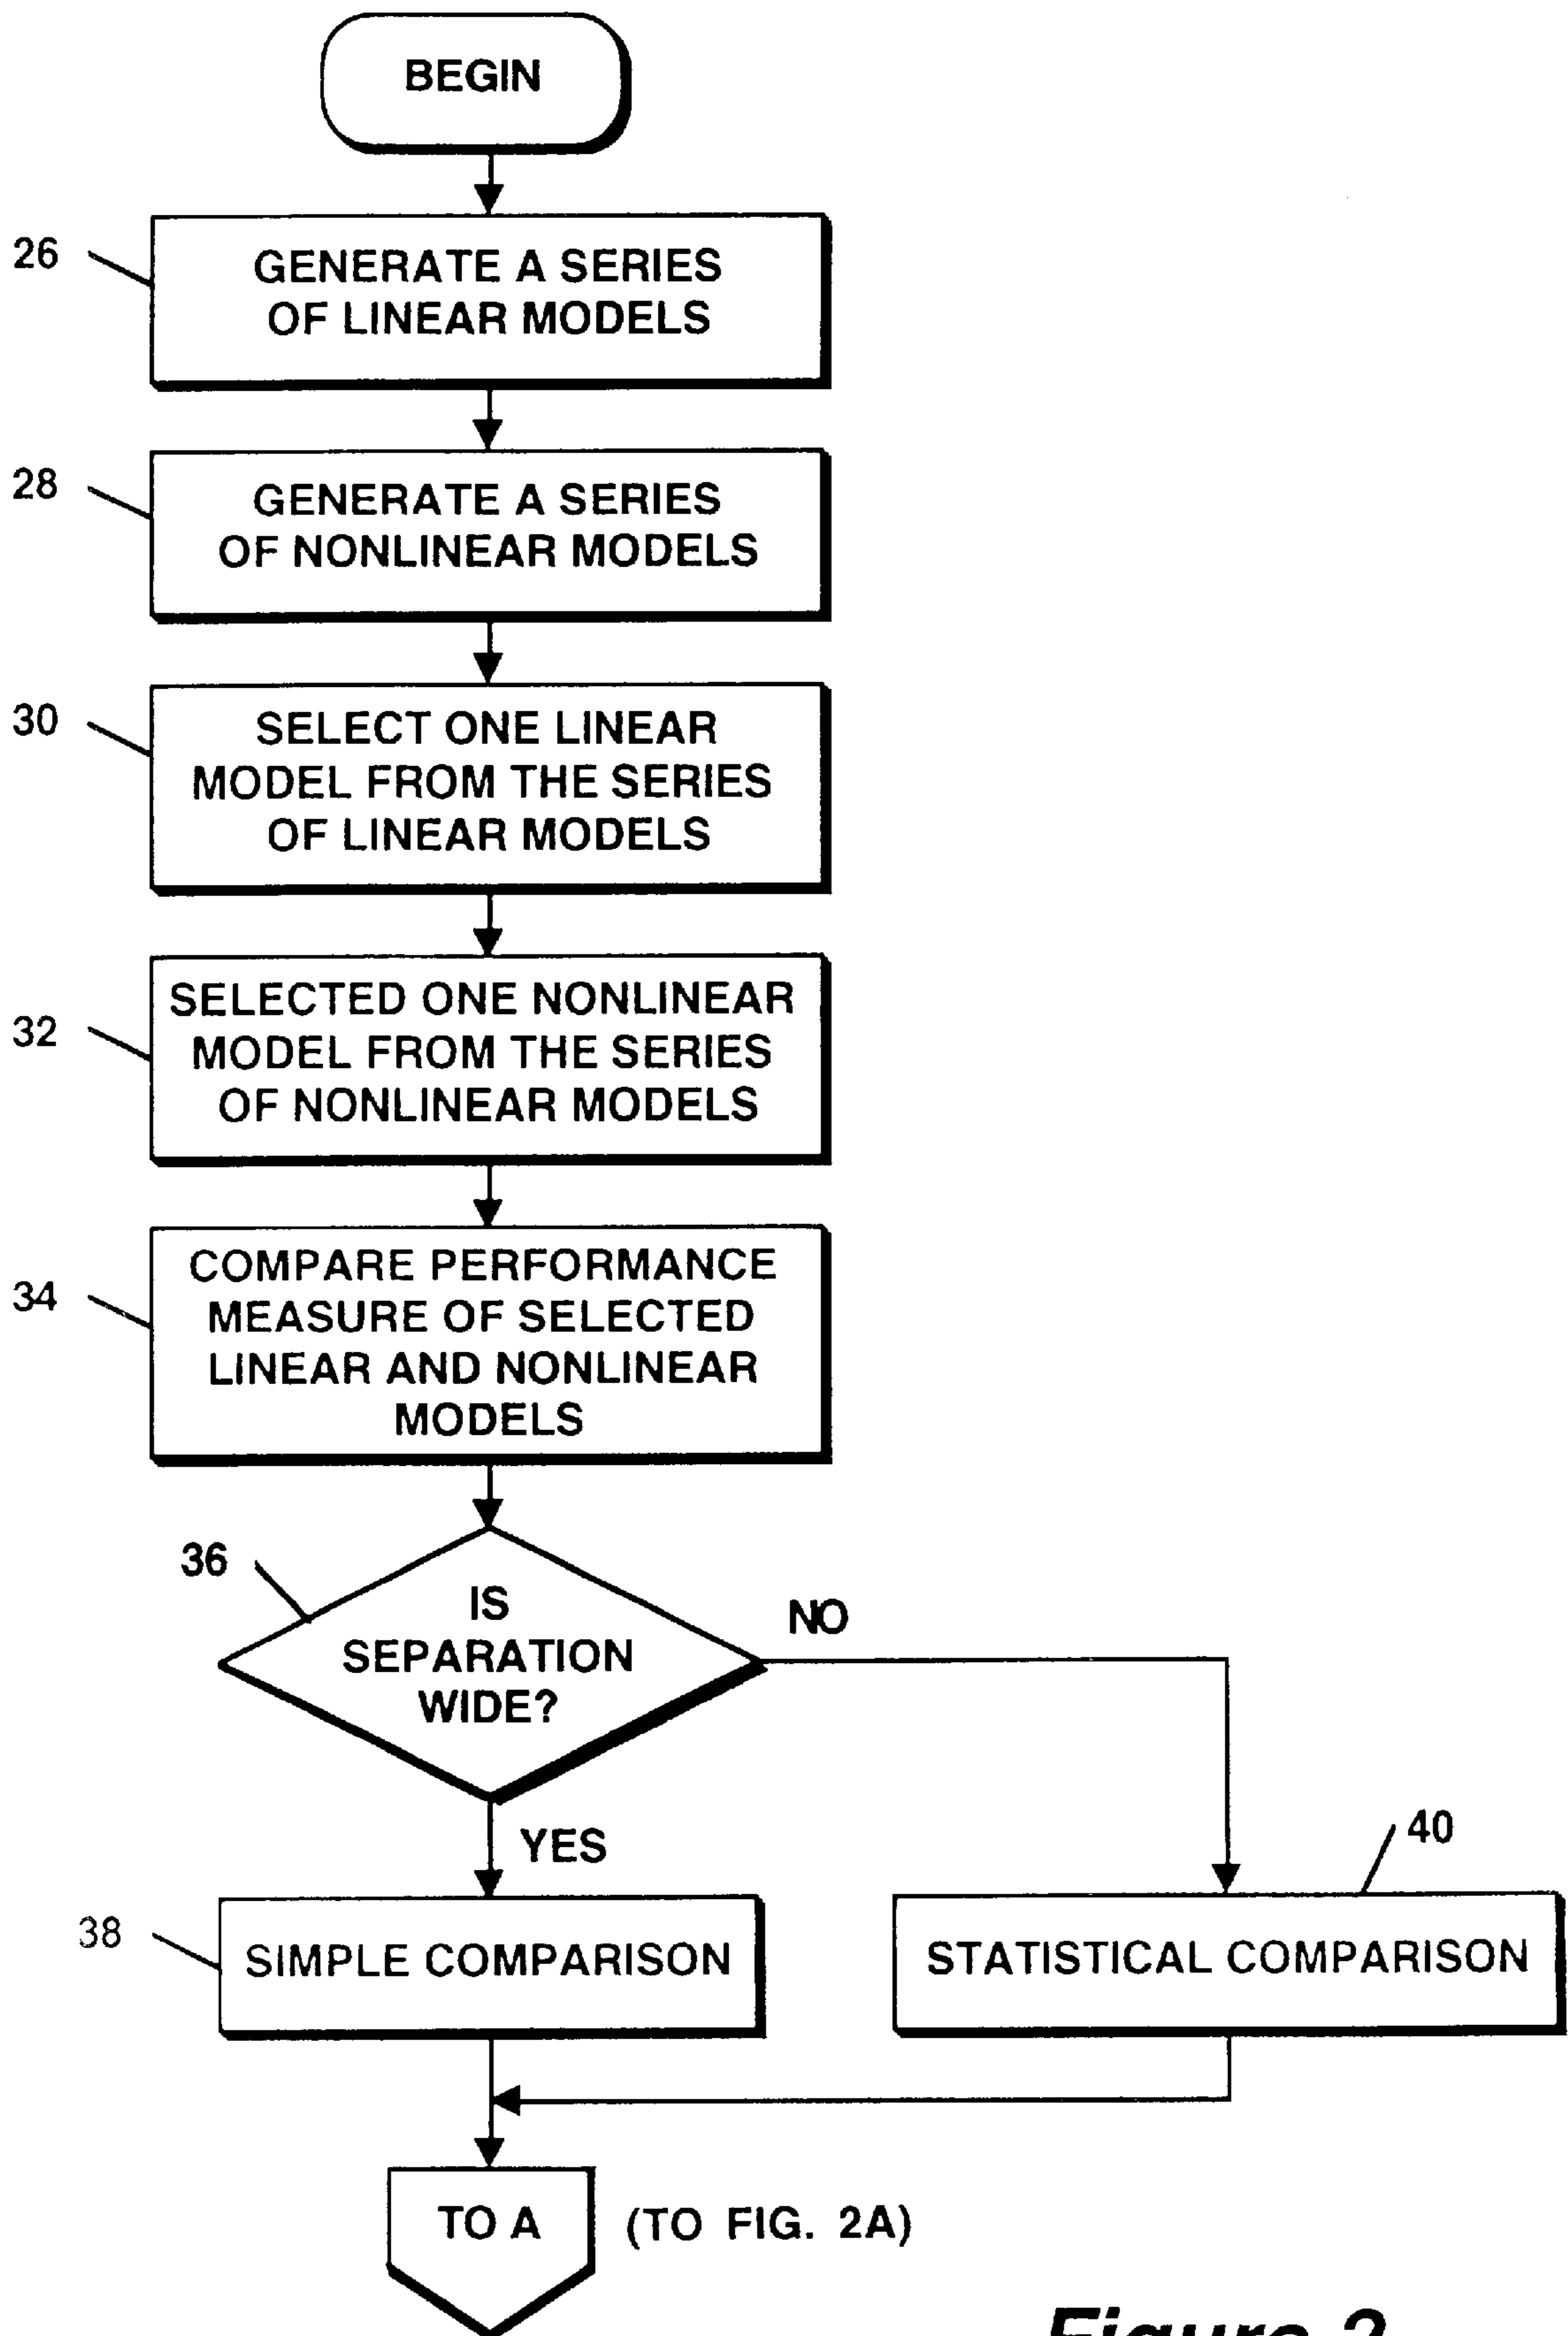 BEGIN
26
GENERATE A SERIES
OF LINEAR MODELS
28
GENERATE A SERIES
OF NONLINEAR MODELS
30
SELECT ONE LINEAR
MODEL FROM THE SERIES
OF LINEAR MODELS
32
SELECTED ONE NONLINEAR
MODEL FROM THE SERIES
OF NONLINEAR MODELS
34
COMPARE PERFORMANCE
MEASURE OF SELECTED
LINEAR AND NONLINEAR
MODELS
36
IS
SEPARATION
WIDE?
NO
YES
40
38
SIMPLE COMPARISON
STATISTICAL COMPARISON
TO A
(TO FIG. 2A)
Figure 2